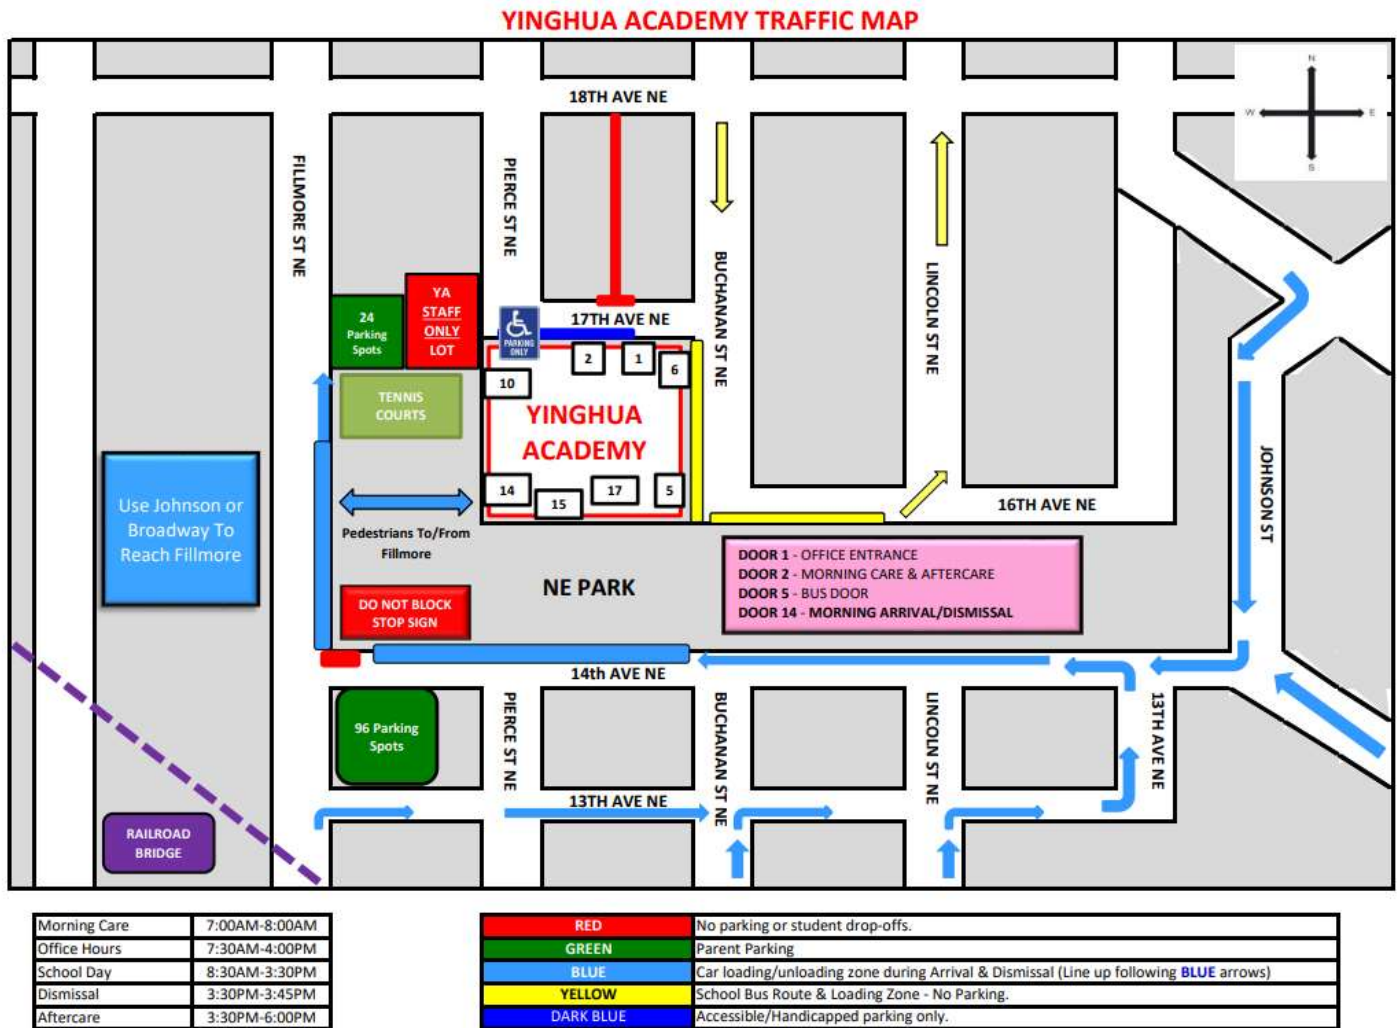 YINGHUA ACADEMY TRAFFIC MAP
N
W E
S
18TH AVE NE
FILLMORE ST NE
PIERCE ST NE
BUCHANAN ST NE
LINCOLN ST NE
JOHNSON ST
24
Parking
Spots
YA
STAFF
ONLY
LOT
PARKING
ONLY
17TH AVE NE
2
1
6
10
TENNIS
COURTS
YINGHUA
ACADEMY
14
15
17
5
16TH AVE NE
Use Johnson or
Broadway To
Reach Fillmore
Pedestrians To/From
Fillmore
NE PARK
DOOR 1 - OFFICE ENTRANCE
DOOR 2 - MORNING CARE & AFTERCARE
DOOR 5 - BUS DOOR
DOOR 14 - MORNING ARRIVAL/DISMISSAL
DO NOT BLOCK
STOP SIGN
14th AVE NE
96 Parking
Spots
PIERCE ST NE
BUCHANAN ST NE
LINCOLN ST NE
13TH AVE NE
13TH AVE NE
RAILROAD
BRIDGE
Morning Care 7:00AM-8:00AM
Office Hours 7:30AM-4:00PM
School Day 8:30AM-3:30PM
Dismissal 3:30PM-3:45PM
Aftercare 3:30PM-6:00PM
RED No parking or student drop-offs.
GREEN Parent Parking
BLUE Car loading/unloading zone during Arrival & Dismissal (Line up following BLUE arrows)
YELLOW School Bus Route & Loading Zone - No Parking.
DARK BLUE Accessible/Handicapped parking only.